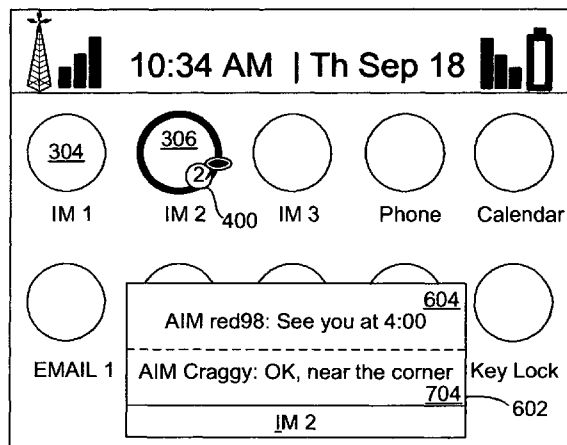 10:34 AM | Th Sep 18
304
306
2
400
IM 1
IM 2
IM 3
Phone
Calendar
604
AIM red98: See you at 4:00
EMAIL 1
AIM Craggy: OK, near the corner
Key Lock
704
602
IM 2